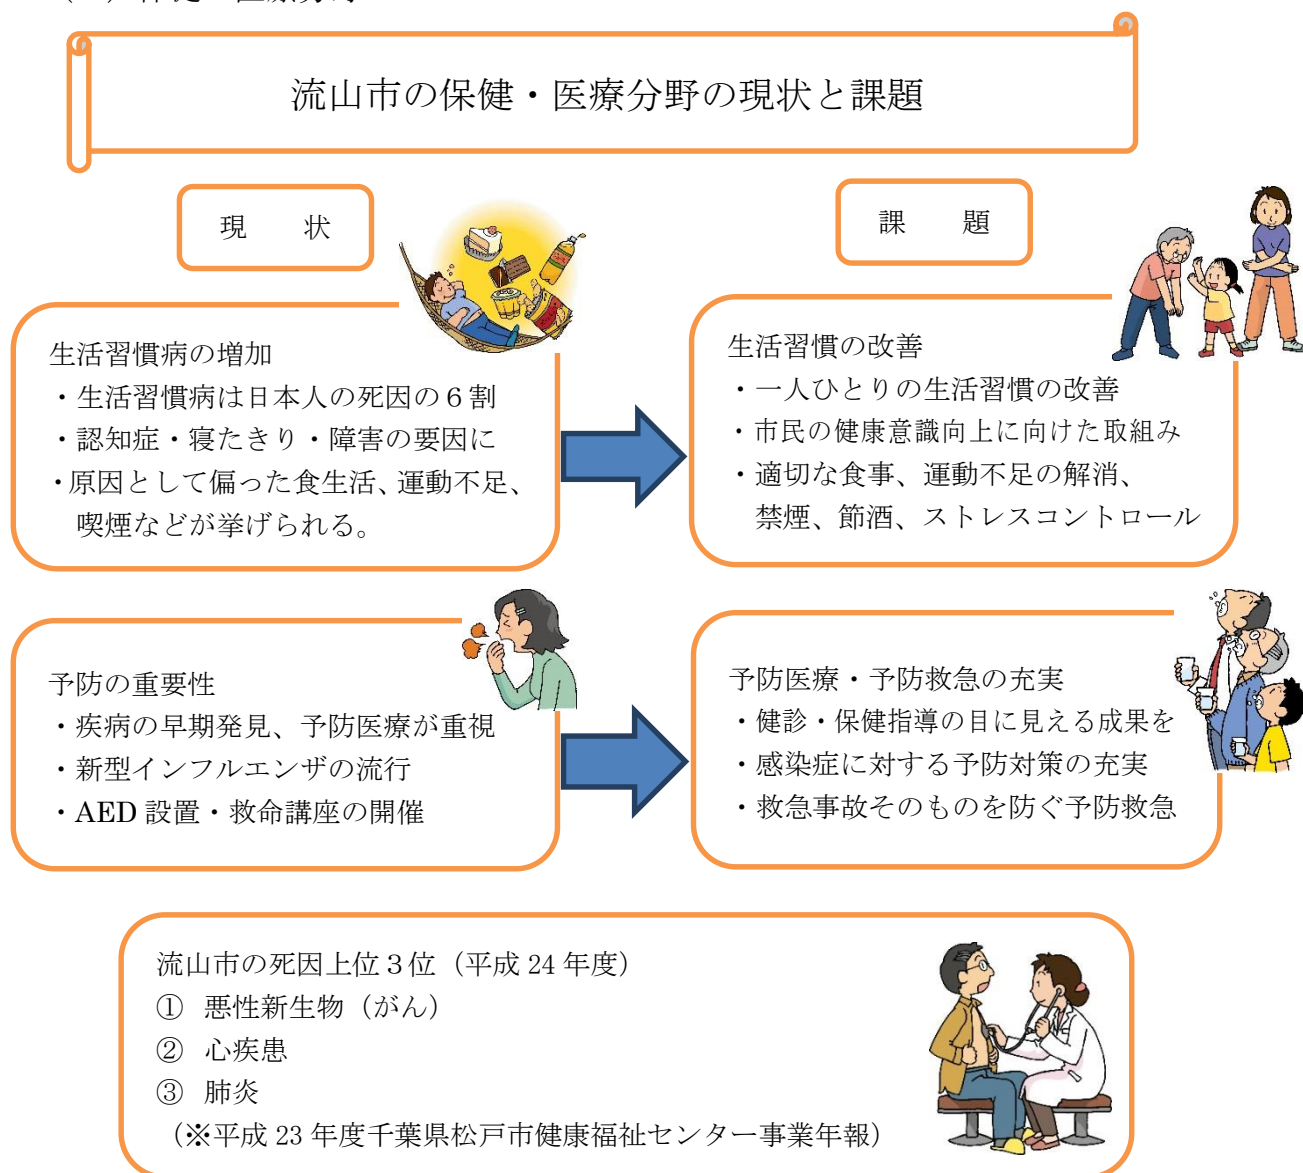 流山市の保健・医療分野の現状と課題
現　状
生活習慣病の増加
・生活習慣病は日本人の死因の６割
・認知症・寝たきり・障害の要因に
・原因として偏った食生活、運動不足、
喫煙などが挙げられる。
課　題
生活習慣の改善
・一人ひとりの生活習慣の改善
・市民の健康意識向上に向けた取組み
・適切な食事、運動不足の解消、
禁煙、節酒、ストレスコントロール
予防の重要性
・疾病の早期発見、予防医療が重視
・新型インフルエンザの流行
・AED 設置・救命講座の開催
予防医療・予防救急の充実
・健診・保健指導の目に見える成果を
・感染症に対する予防対策の充実
・救急事故そのものを防ぐ予防救急
流山市の死因上位３位（平成 24 年度）
① 悪性新生物（がん）
② 心疾患
③ 肺炎
（※平成 23 年度千葉県松戸市健康福祉センター事業年報）